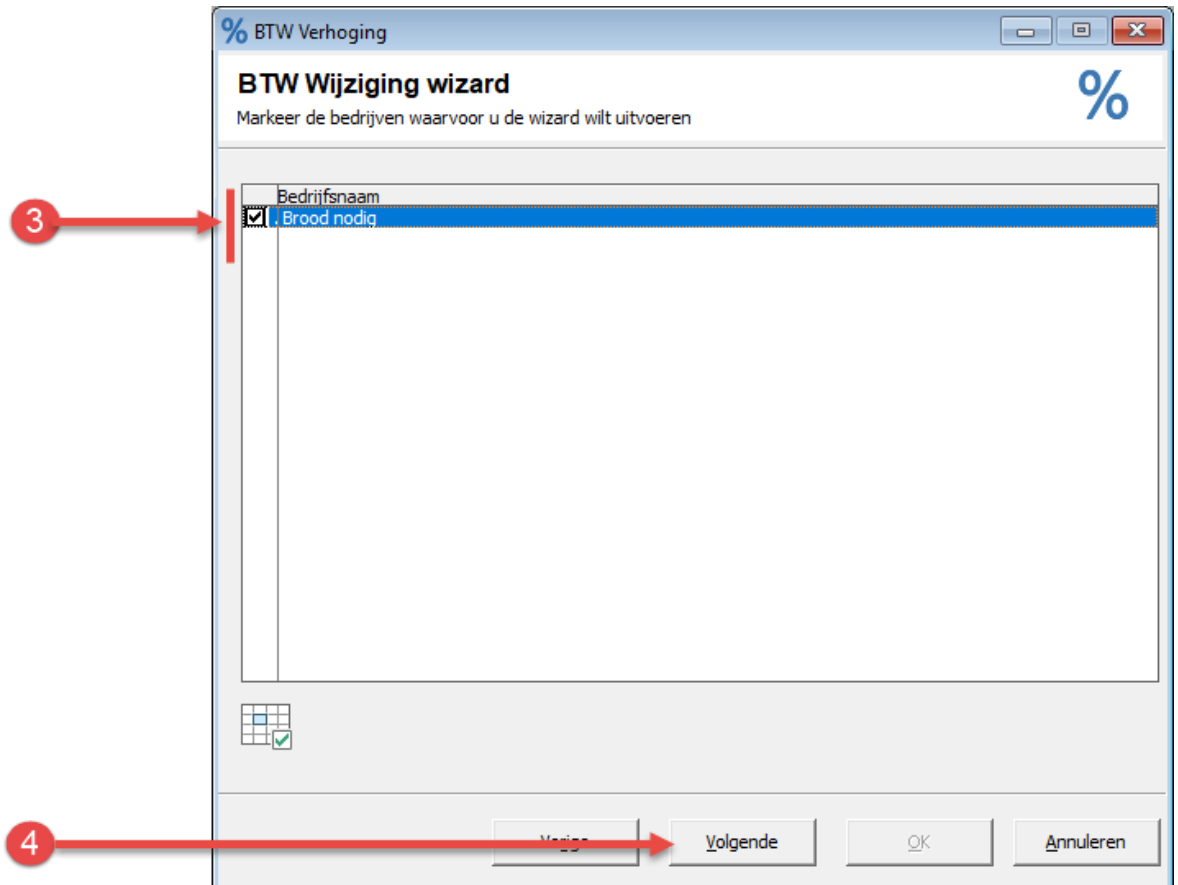 % BTW Verhoging
BTW Wijziging wizard
%
Markeer de bedrijven waarvoor u de wizard wilt uitvoeren
Bedrijfsnaam
3
. Brood nodig
4
Volgende
OK
Annuleren